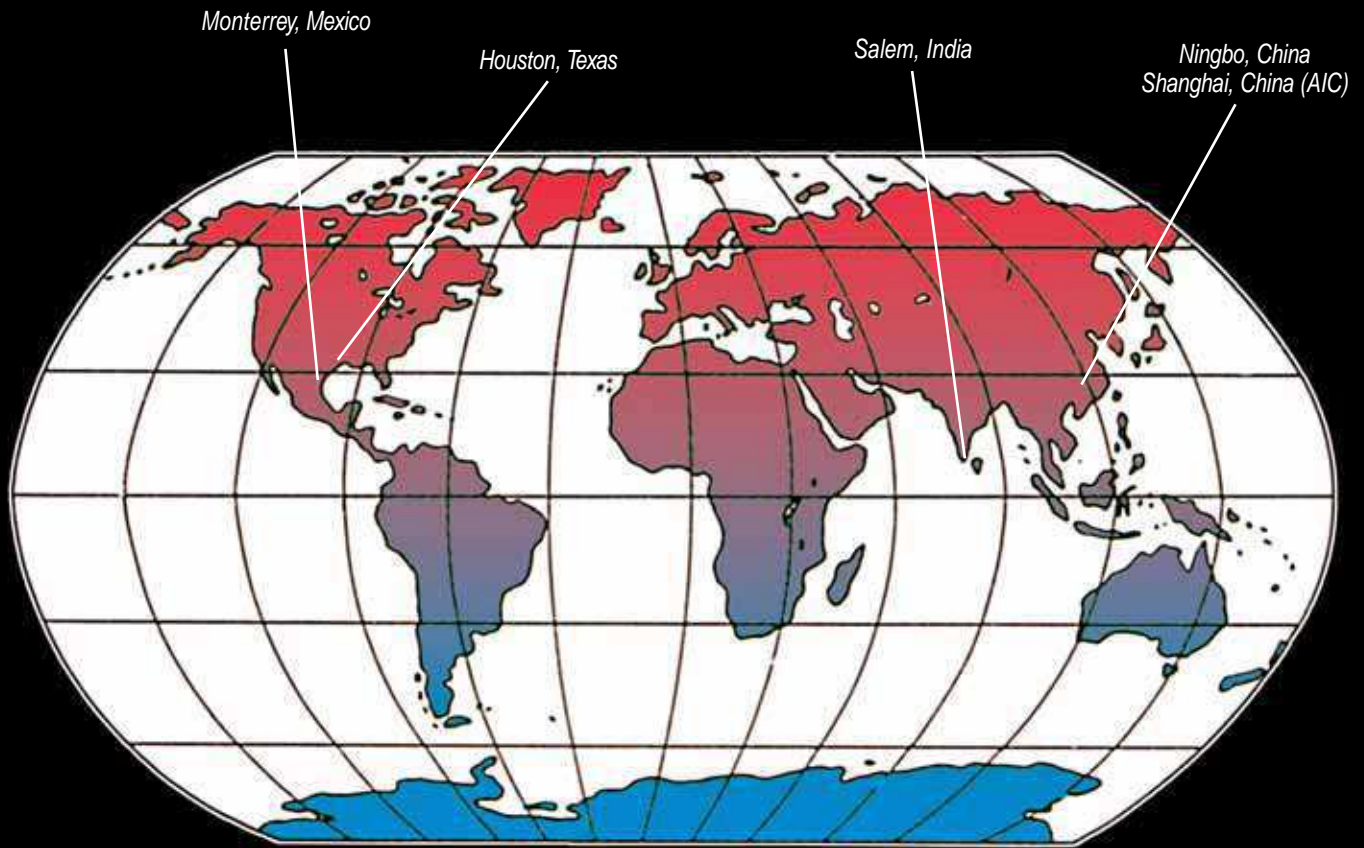 Monterrey, Mexico
Houston, Texas
Salem, India
Ningbo, China
Shanghai, China (AIC)